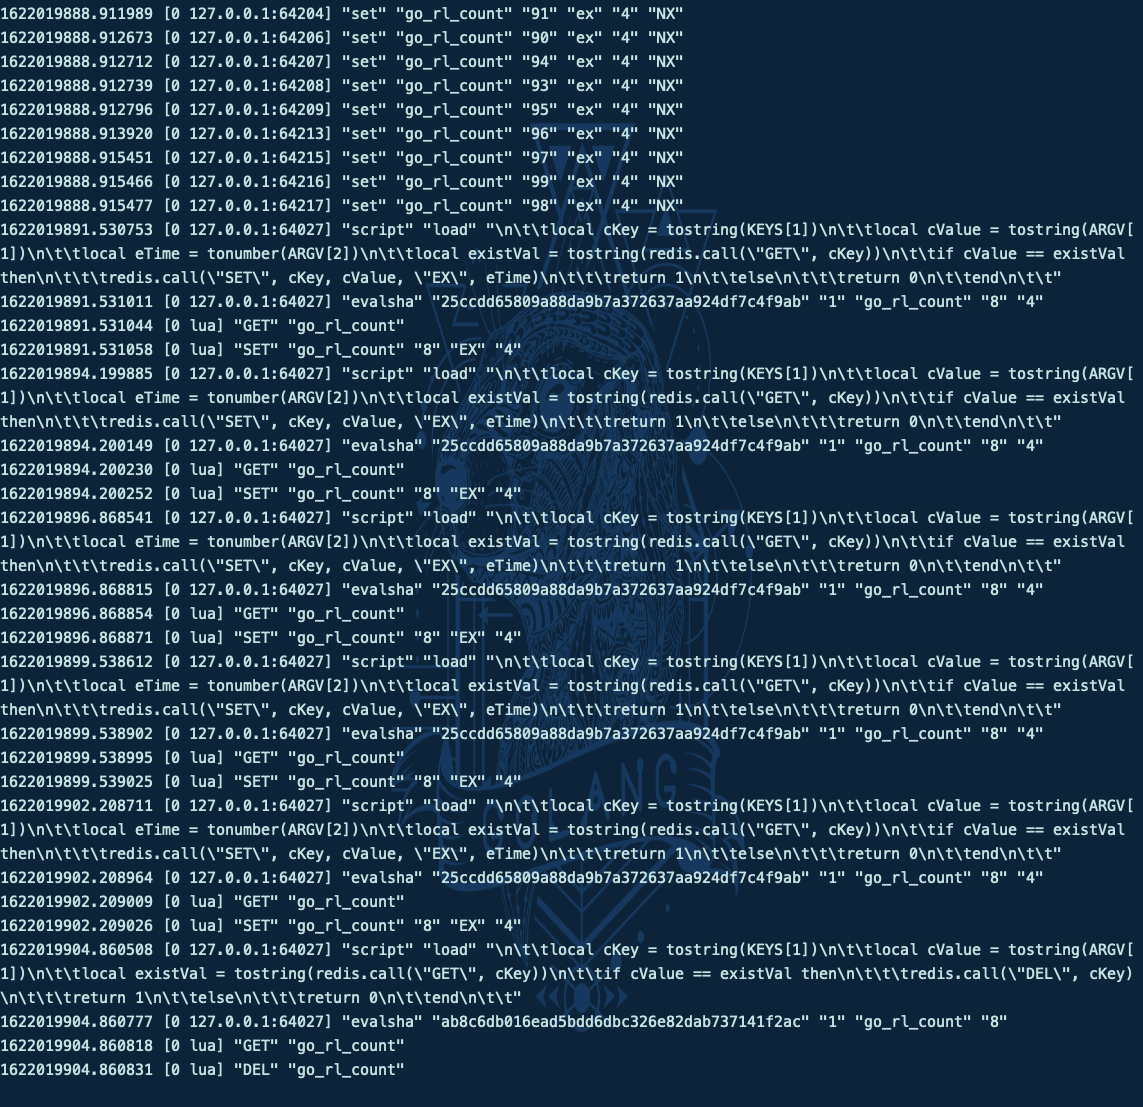 1622019888.911989 [0 127.0.0.1:64204] "set" "go_rl_count" "91" "ex" "4" "NX"
1622019888.912673 [0 127.0.0.1:64206] "set" "go_rl_count" "90" "ex" "4" "NX"
1622019888.912712 [0 127.0.0.1:64207] "set" "go_rl_count" "94" "ex" "4" "NX"
1622019888.912739 [0 127.0.0.1:64208] "set" "go_rl_count" "93" "ex" "4" "NX"
1622019888.912796 [0 127.0.0.1:64209] "set" "go_rl_count" "95" "ex" "4" "NX"
1622019888.913920 [0 127.0.0.1:64213] "set" "go_rl_count" "96" "ex" "4" "NX"
1622019888.915451 [0 127.0.0.1:64215] "set" "go_rl_count" "97" "ex" "4" "NX"
1622019888.915466 [0 127.0.0.1:64216] "set" "go_rl_count" "99" "ex" "4" "NX"
1622019888.915477 [0 127.0.0.1:64217] "set" "go_rl_count" "98" "ex" "4" "NX"
1622019891.530753 [0 127.0.0.1:64027] "script" "load" "\n\t\tlocal cKey = tostring(KEYS[1])\n\t\tlocal cValue = tostring(ARGV[
1])\n\t\tlocal eTime = tonumber(ARGV[2])\n\t\tlocal existVal = tostring(redis.call(\"GET\", cKey))\n\t\tif cValue == existVal
then\n\t\t\tredis.call(\"SET\", cKey, cValue, \"EX\", eTime)\n\t\t\treturn 1\n\t\telse\n\t\t\treturn 0\n\t\tend\n\t\t"
1622019891.531011 [0 127.0.0.1:64027] "evalsha" "25ccdd65809a88da9b7a372637aa924df7c4f9ab" "1" "go_rl_count" "8" "4"
1622019891.531044 [0 lua] "GET" "go_rl_count"
1622019891.531058 [0 lua] "SET" "go_rl_count" "8" "EX" "4"
1622019894.199885 [0 127.0.0.1:64027] "script" "load" "\n\t\tlocal cKey = tostring(KEYS[1])\n\t\tlocal cValue = tostring(ARGV[
1])\n\t\tlocal eTime = tonumber(ARGV[2])\n\t\tlocal existVal = tostring(redis.call(\"GET\", cKey))\n\t\tif cValue == existVal
then\n\t\t\tredis.call(\"SET\", cKey, cValue, \"EX\", eTime)\n\t\t\treturn 1\n\t\telse\n\t\t\treturn 0\n\t\tend\n\t\t"
1622019894.200149 [0 127.0.0.1:64027] "evalsha" "25ccdd65809a88da9b7a372637aa924df7c4f9ab" "1" "go_rl_count" "8" "4"
1622019894.200230 [0 lua] "GET" "go_rl_count"
1622019894.200252 [0 lua] "SET" "go_rl_count" "8" "EX" "4"
1622019896.868541 [0 127.0.0.1:64027] "script" "load" "\n\t\tlocal cKey = tostring(KEYS[1])\n\t\tlocal cValue = tostring(ARGV[
1])\n\t\tlocal eTime = tonumber(ARGV[2])\n\t\tlocal existVal = tostring(redis.call(\"GET\", cKey))\n\t\tif cValue == existVal
then\n\t\t\tredis.call(\"SET\", cKey, cValue, \"EX\", eTime)\n\t\t\treturn 1\n\t\telse\n\t\t\treturn 0\n\t\tend\n\t\t"
1622019896.868815 [0 127.0.0.1:64027] "evalsha" "25ccdd65809a88da9b7a372637aa924df7c4f9ab" "1" "go_rl_count" "8" "4"
1622019896.868854 [0 lua] "GET" "go_rl_count"
1622019896.868871 [0 lua] "SET" "go_rl_count" "8" "EX" "4"
1622019899.538612 [0 127.0.0.1:64027] "script" "load" "\n\t\tlocal cKey = tostring(KEYS[1])\n\t\tlocal cValue = tostring(ARGV[
1])\n\t\tlocal eTime = tonumber(ARGV[2])\n\t\tlocal existVal = tostring(redis.call(\"GET\", cKey))\n\t\tif cValue == existVal
then\n\t\t\tredis.call(\"SET\", cKey, cValue, \"EX\", eTime)\n\t\t\treturn 1\n\t\telse\n\t\t\treturn 0\n\t\tend\n\t\t"
1622019899.538902 [0 127.0.0.1:64027] "evalsha" "25ccdd65809a88da9b7a372637aa924df7c4f9ab" "1" "go_rl_count" "8" "4"
1622019899.538995 [0 lua] "GET" "go_rl_count"
1622019899.539025 [0 lua] "SET" "go_rl_count" "8" "EX" "4"
GOLANG
1622019902.208711 [0 127.0.0.1:64027] "script" "load" "\n\t\tlocal cKey = tostring(KEYS[1])\n\t\tlocal cValue = tostring(ARGV[
1])\n\t\tlocal eTime = tonumber(ARGV[2])\n\t\tlocal existVal = tostring(redis.call(\"GET\", cKey))\n\t\tif cValue == existVal
then\n\t\t\tredis.call(\"SET\", cKey, cValue, \"EX\", eTime)\n\t\t\treturn 1\n\t\telse\n\t\t\treturn 0\n\t\tend\n\t\t"
1622019902.208964 [0 127.0.0.1:64027] "evalsha" "25ccdd65809a88da9b7a372637aa924df7c4f9ab" "1" "go_rl_count" "8" "4"
1622019902.209009 [0 lua] "GET" "go_rl_count"
1622019902.209026 [0 lua] "SET" "go_rl_count" "8" "EX" "4"
1622019904.860508 [0 127.0.0.1:64027] "script" "load" "\n\t\tlocal cKey = tostring(KEYS[1])\n\t\tlocal cValue = tostring(ARGV[
1])\n\t\tlocal existVal = tostring(redis.call(\"GET\", cKey))\n\t\tif cValue == existVal then\n\t\t\tredis.call(\"DEL\", cKey)
\n\t\t\treturn 1\n\t\telse\n\t\t\treturn 0\n\t\tend\n\t\t"
1622019904.860777 [0 127.0.0.1:64027] "evalsha" "ab8c6db016ead5bdd6dbc326e82dab737141f2ac" "1" "go_rl_count" "8"
1622019904.860818 [0 lua] "GET" "go_rl_count"
1622019904.860831 [0 lua] "DEL" "go_rl_count"